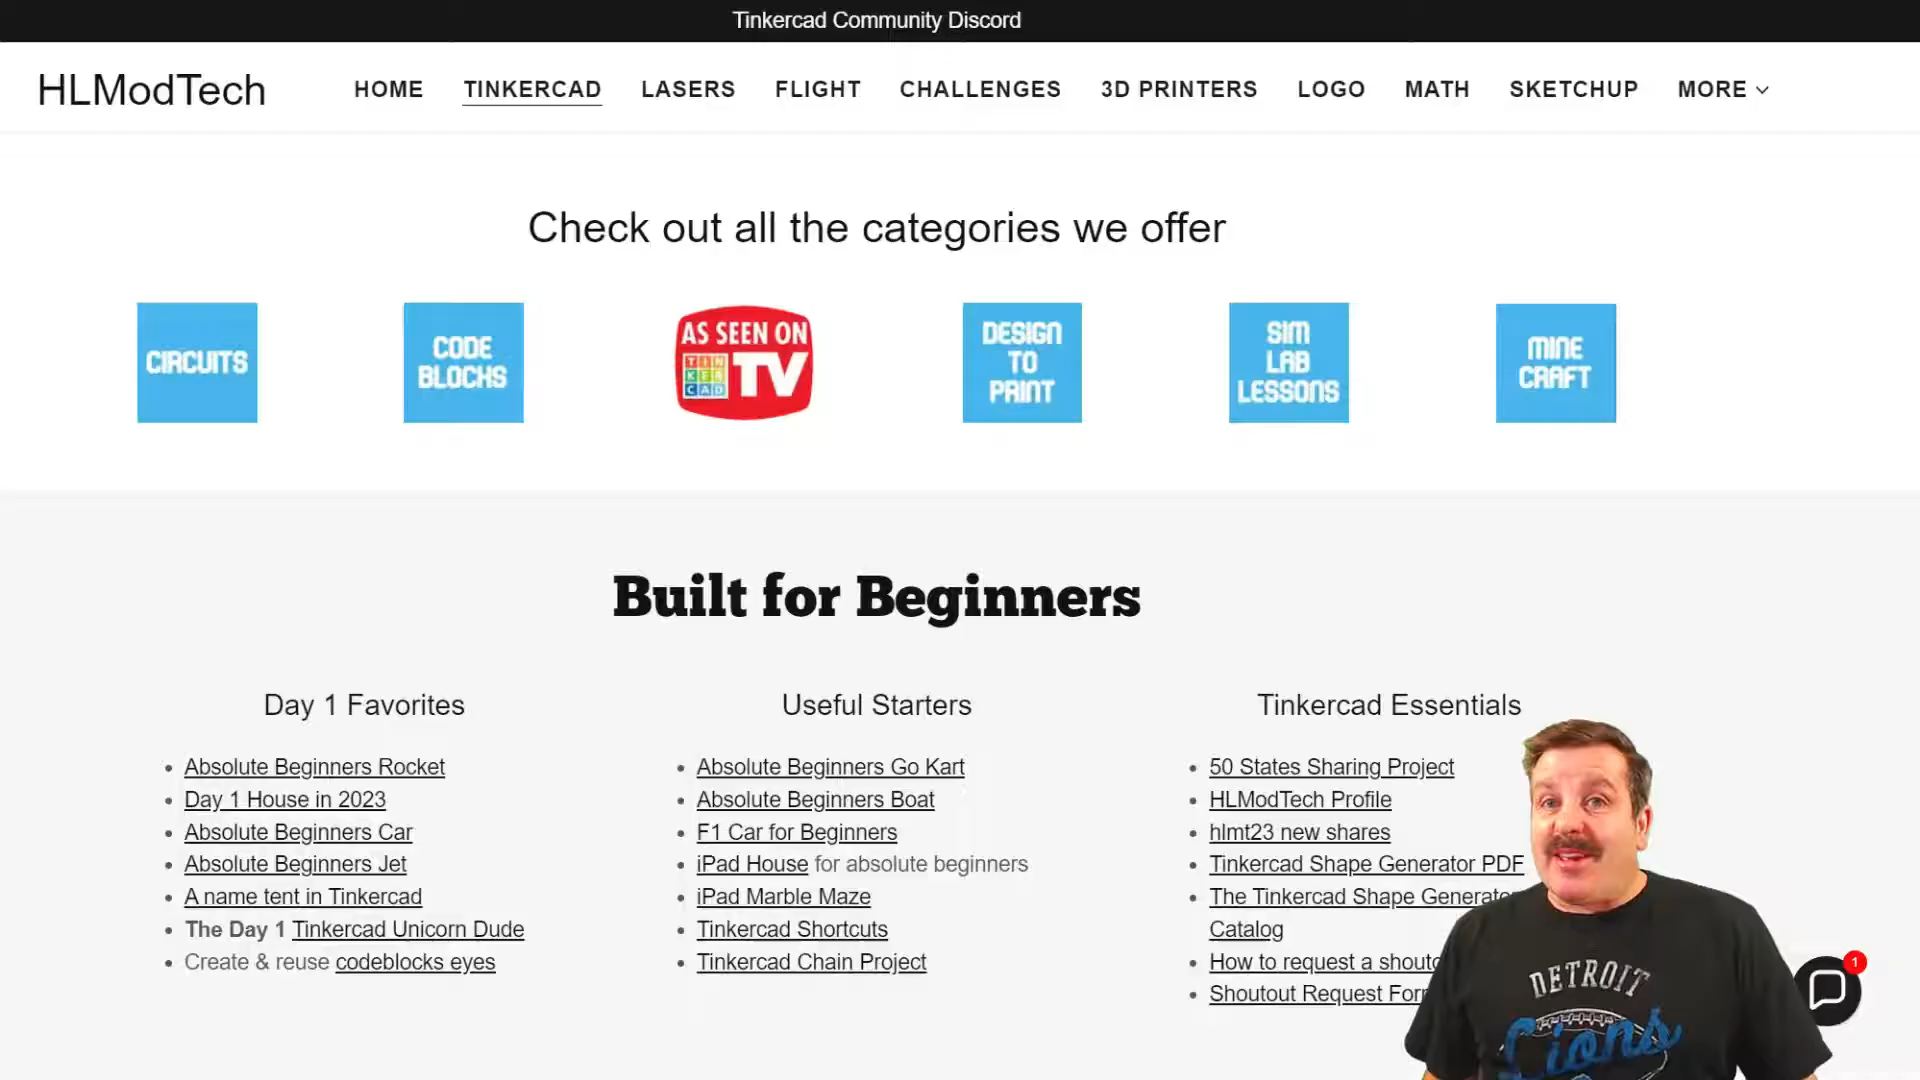 Tinkercad Community Discord
HLModTech
HOME
TINKERCAD
LASERS
FLIGHT
CHALLENGES
3D PRINTERS
LOGO
MATH
SKETCHUP
MORE
Check out all the categories we offer
CIRCUITS
CODE
BLOCKS
AS SEEN ON
TIN
KER
CAD
TV
DESIGN
TO
PRINT
SIM
LAB
LESSONS
MINE
CRAFT
Built for Beginners
Day 1 Favorites
Absolute Beginners Rocket
Day 1 House in 2023
Absolute Beginners Car
Absolute Beginners Jet
A name tent in Tinkercad
The Day 1 Tinkercad Unicorn Dude
Create & reuse codeblocks eyes
Useful Starters
Absolute Beginners Go Kart
Absolute Beginners Boat
F1 Car for Beginners
iPad House for absolute beginners
iPad Marble Maze
Tinkercad Shortcuts
Tinkercad Chain Project
Tinkercad Essentials
50 States Sharing Project
HLModTech Profile
hlmt23 new shares
Tinkercad Shape Generator PDF
The Tinkercad Shape
Catalog
How to request a
Shoutout Request
DETROIT
Lions
1